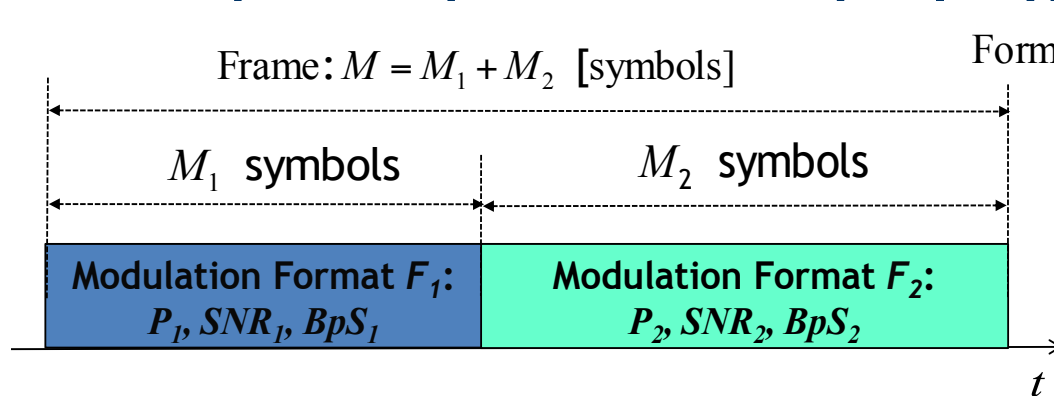 Frame: M = M₁ + M₂ [symbols]
Form
M₁ symbols
M₂ symbols
Modulation Format F₁:
P₁, SNR₁, BpS₁
Modulation Format F₂:
P₂, SNR₂, BpS₂
t